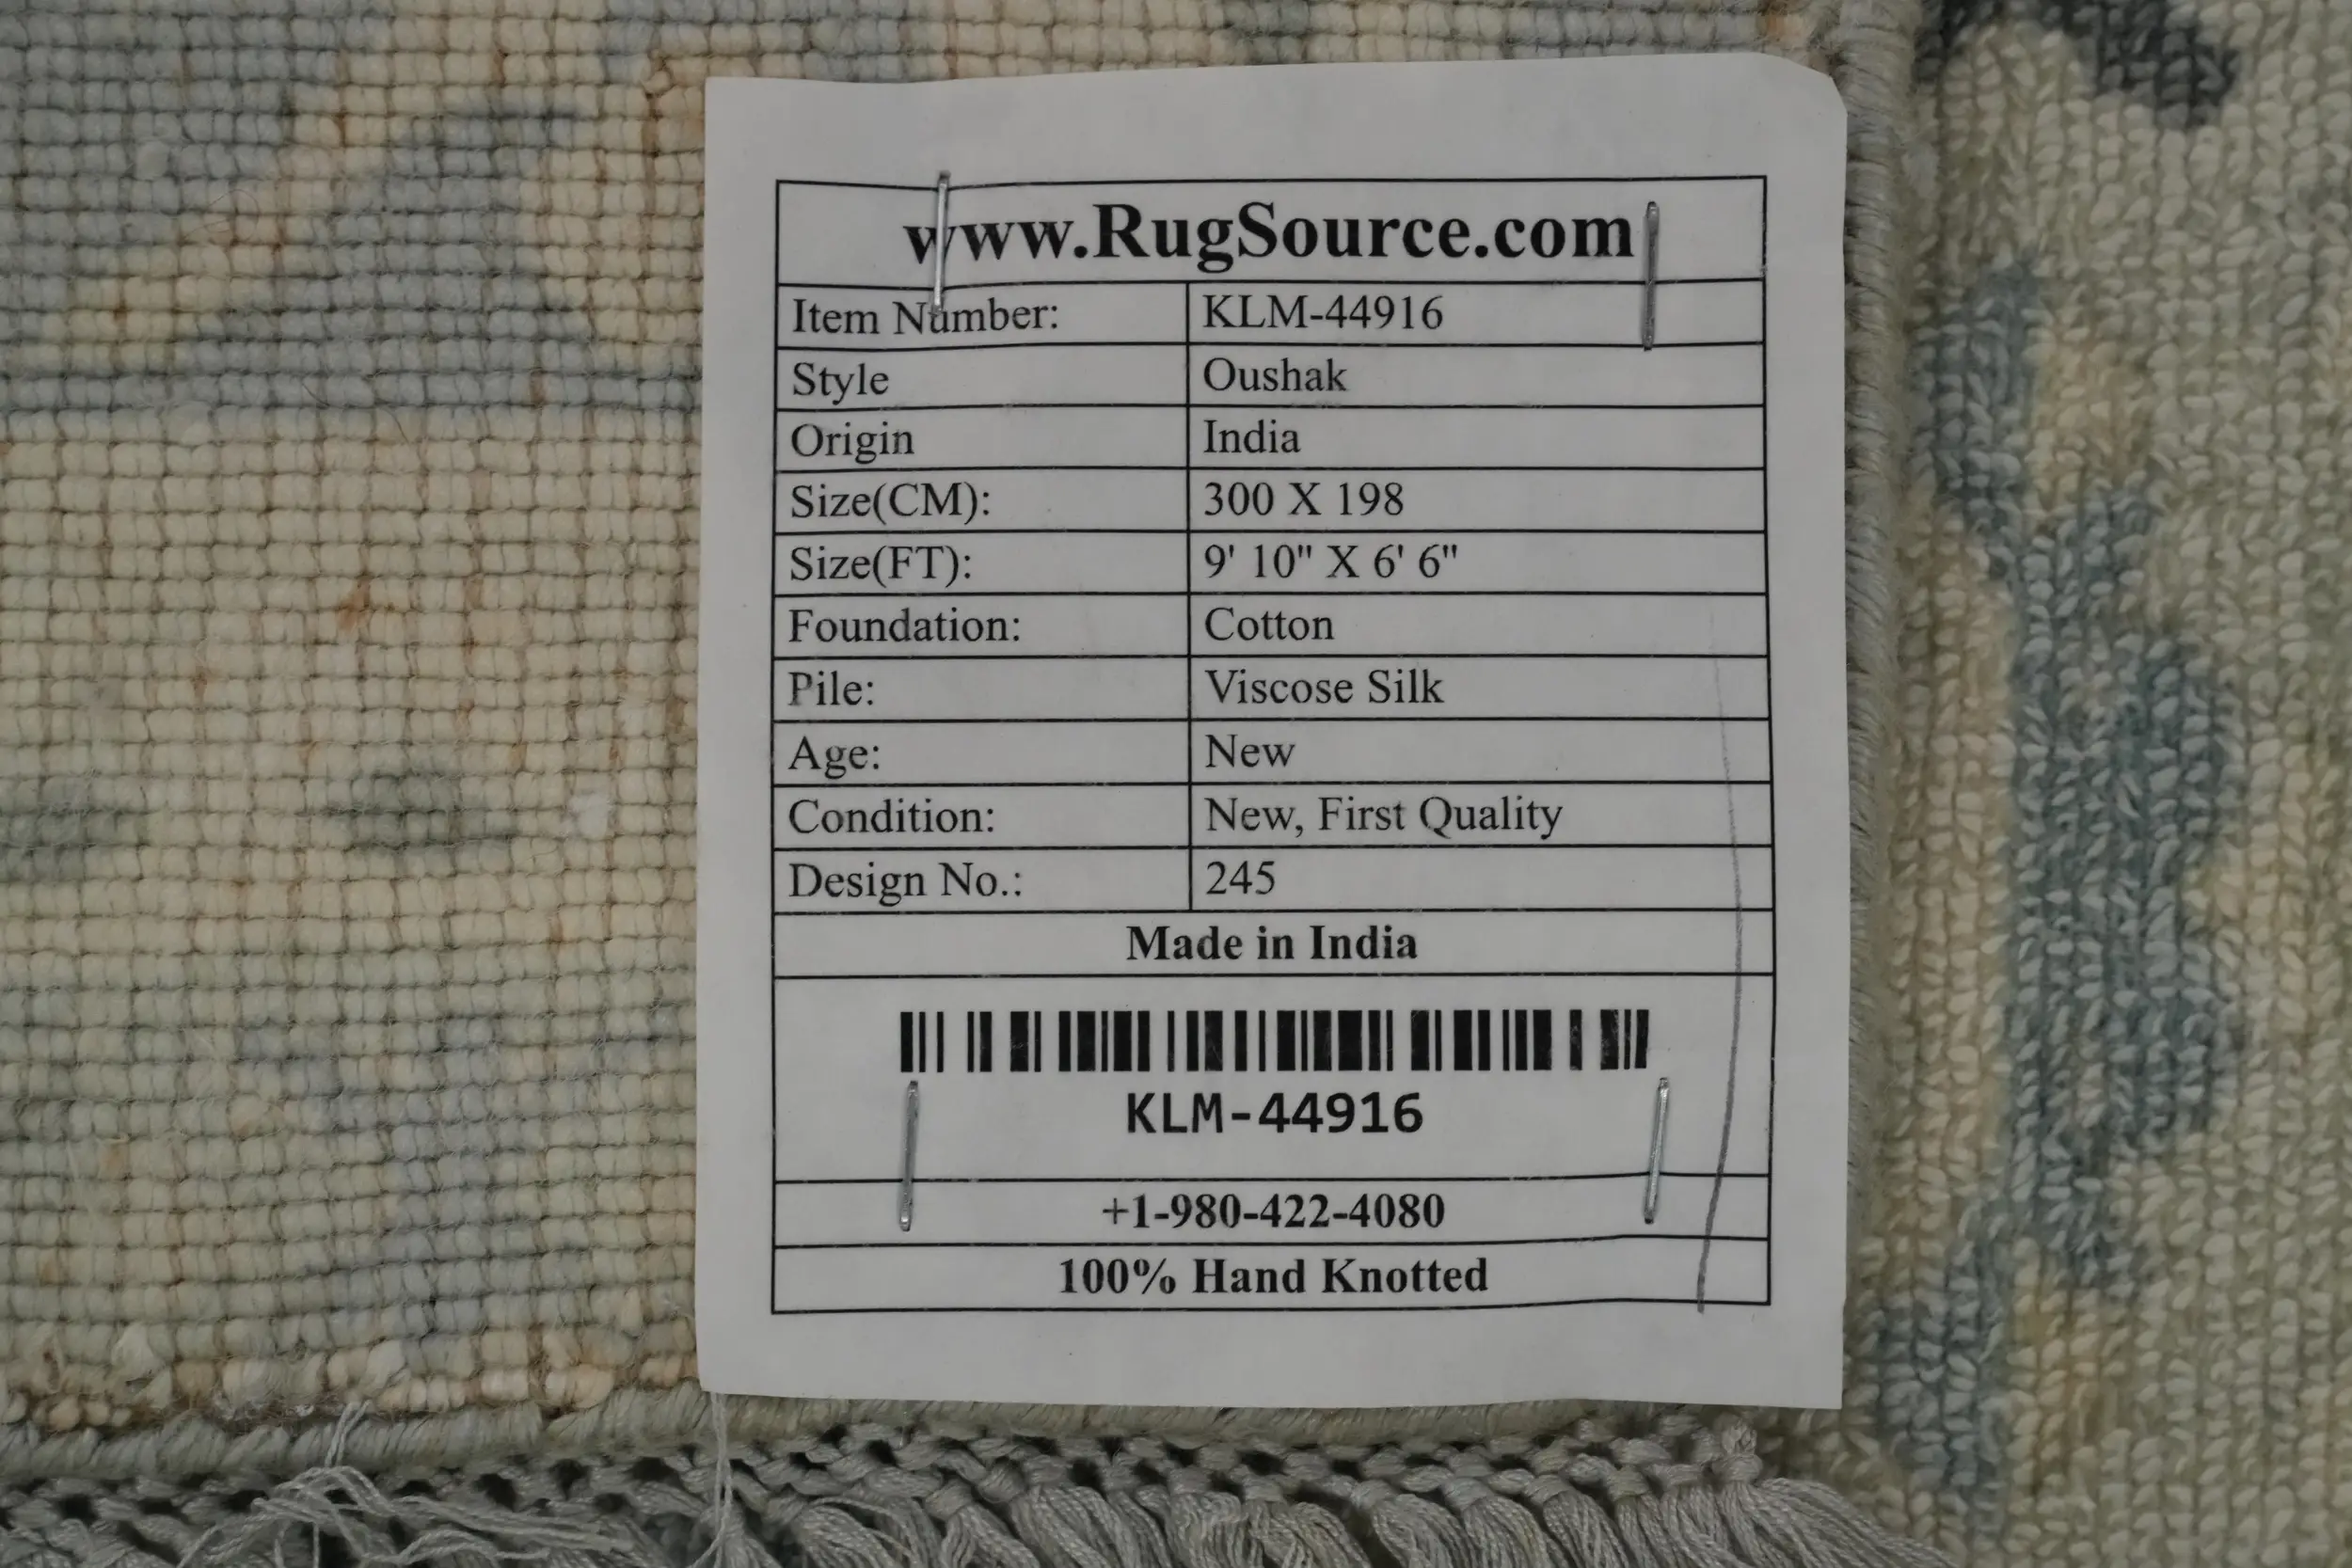 www.RugSource.com
Item Number: KLM-44916
Style Oushak
Origin India
Size(CM): 300 X 198
Size(FT): 9' 10" X 6' 6"
Foundation: Cotton
Pile: Viscose Silk
Age: New
Condition: New, First Quality
Design No.: 245
Made in India
KLM-44916
+1-980-422-4080
100% Hand Knotted